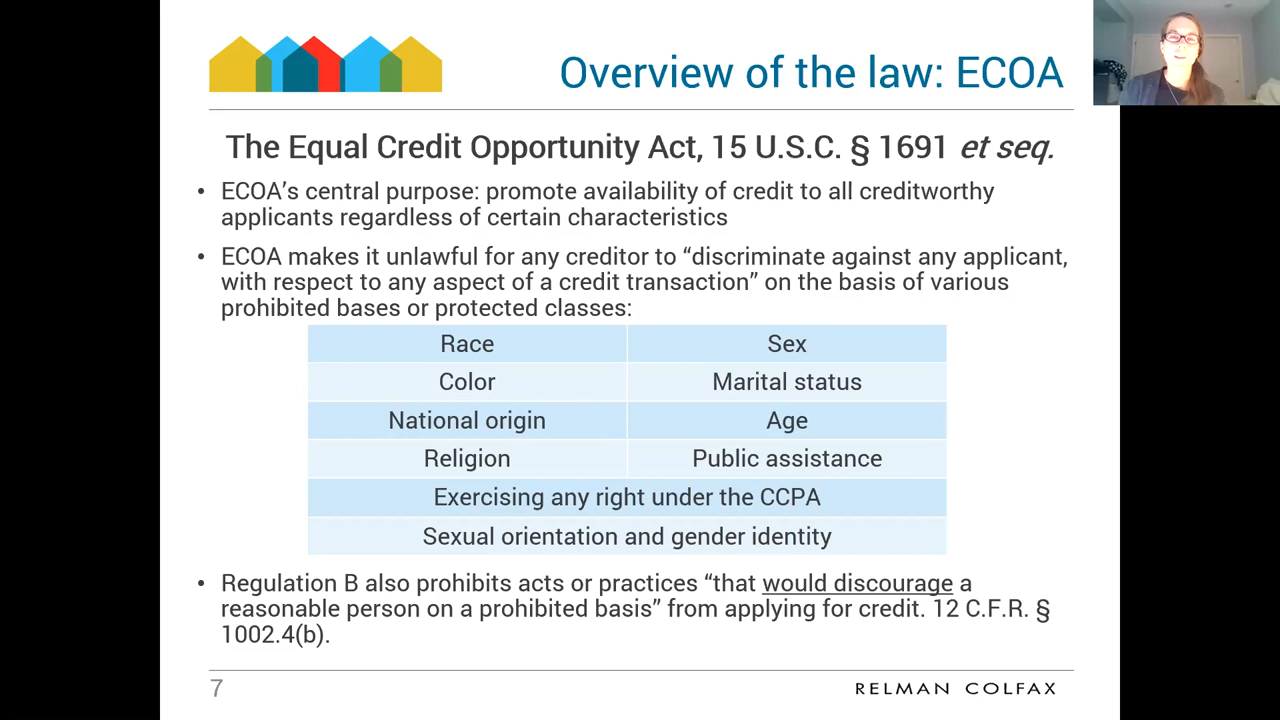 Overview of the law: ECOA
The Equal Credit Opportunity Act, 15 U.S.C. § 1691 et seq.
• ECOA’s central purpose: promote availability of credit to all creditworthy
applicants regardless of certain characteristics
• ECOA makes it unlawful for any creditor to “discriminate against any applicant,
with respect to any aspect of a credit transaction” on the basis of various
prohibited bases or protected classes:
Race Sex
Color Marital status
National origin Age
Religion Public assistance
Exercising any right under the CCPA
Sexual orientation and gender identity
• Regulation B also prohibits acts or practices “that would discourage a
reasonable person on a prohibited basis” from applying for credit. 12 C.F.R. §
1002.4(b).
7 RELMAN COLFAX